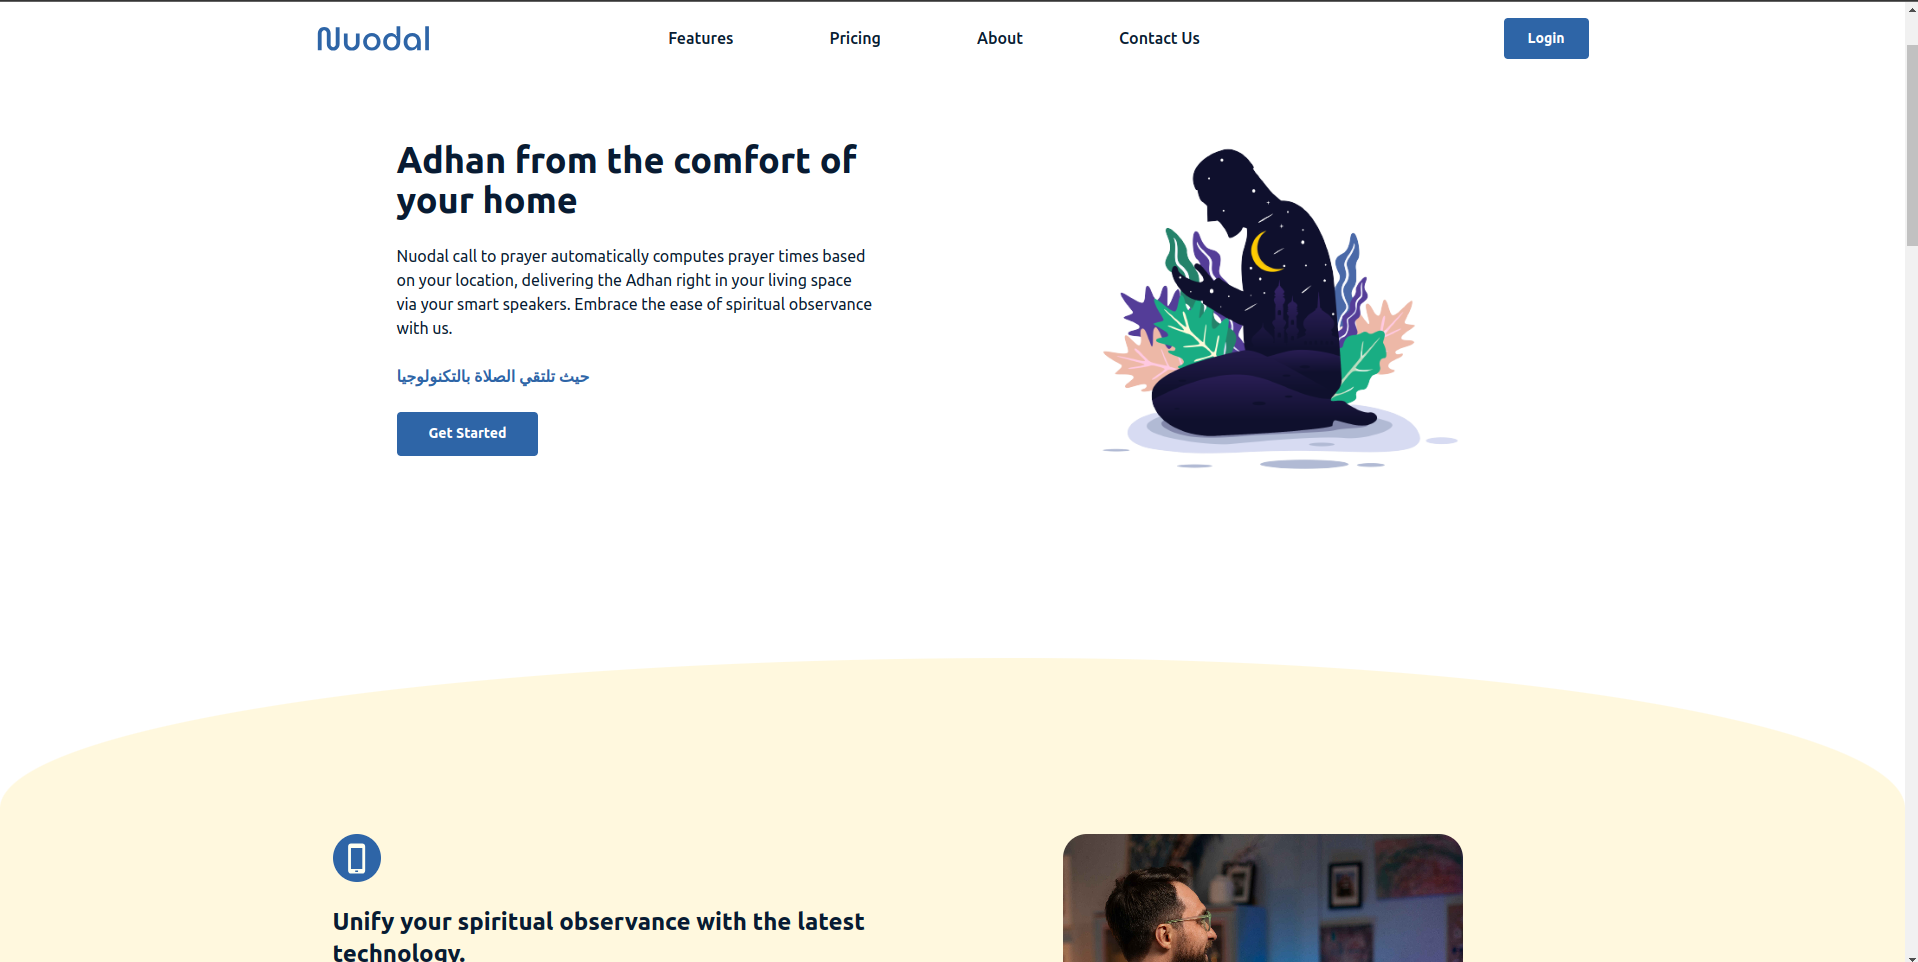 Nuodal
Features
Pricing
About
Contact Us
Login
Adhan from the comfort of
your home
Nuodal call to prayer automatically computes prayer times based
on your location, delivering the Adhan right in your living space
via your smart speakers. Embrace the ease of spiritual observance
with us.
حيث تلتقي الصلاة بالتكنولوجيا
Get Started
Unify your spiritual observance with the latest
technology.